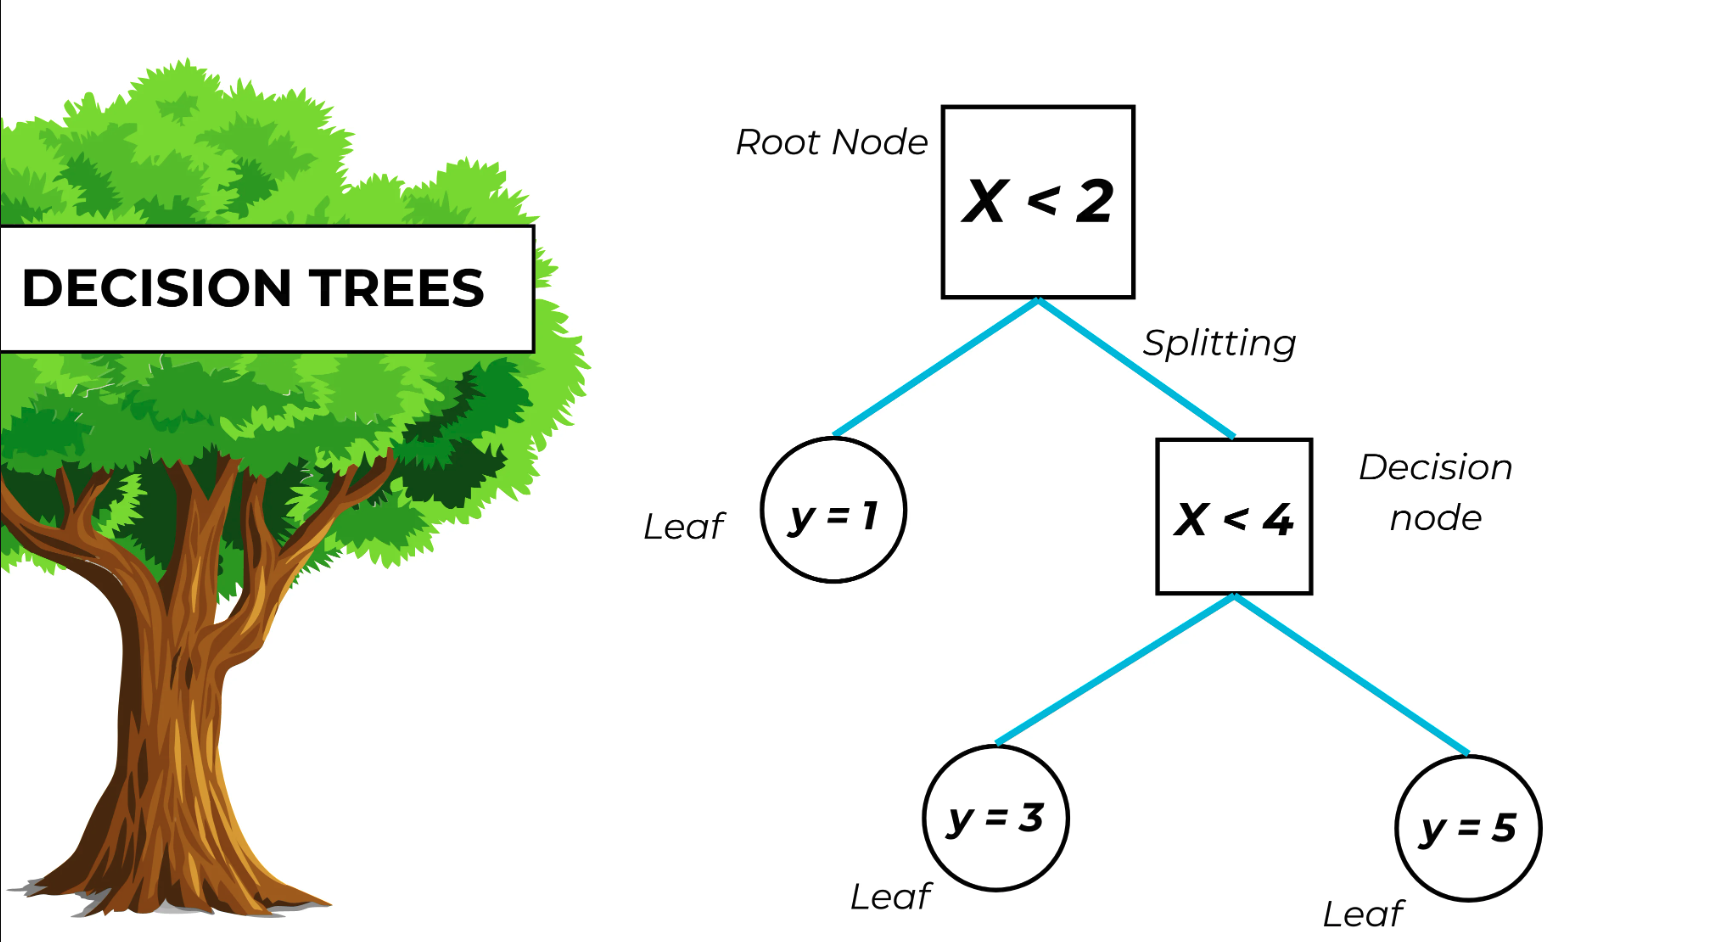 DECISION TREES
Root Node
X < 2
Splitting
Leaf
y = 1
X < 4
Decision
node
y = 3
Leaf
y = 5
Leaf